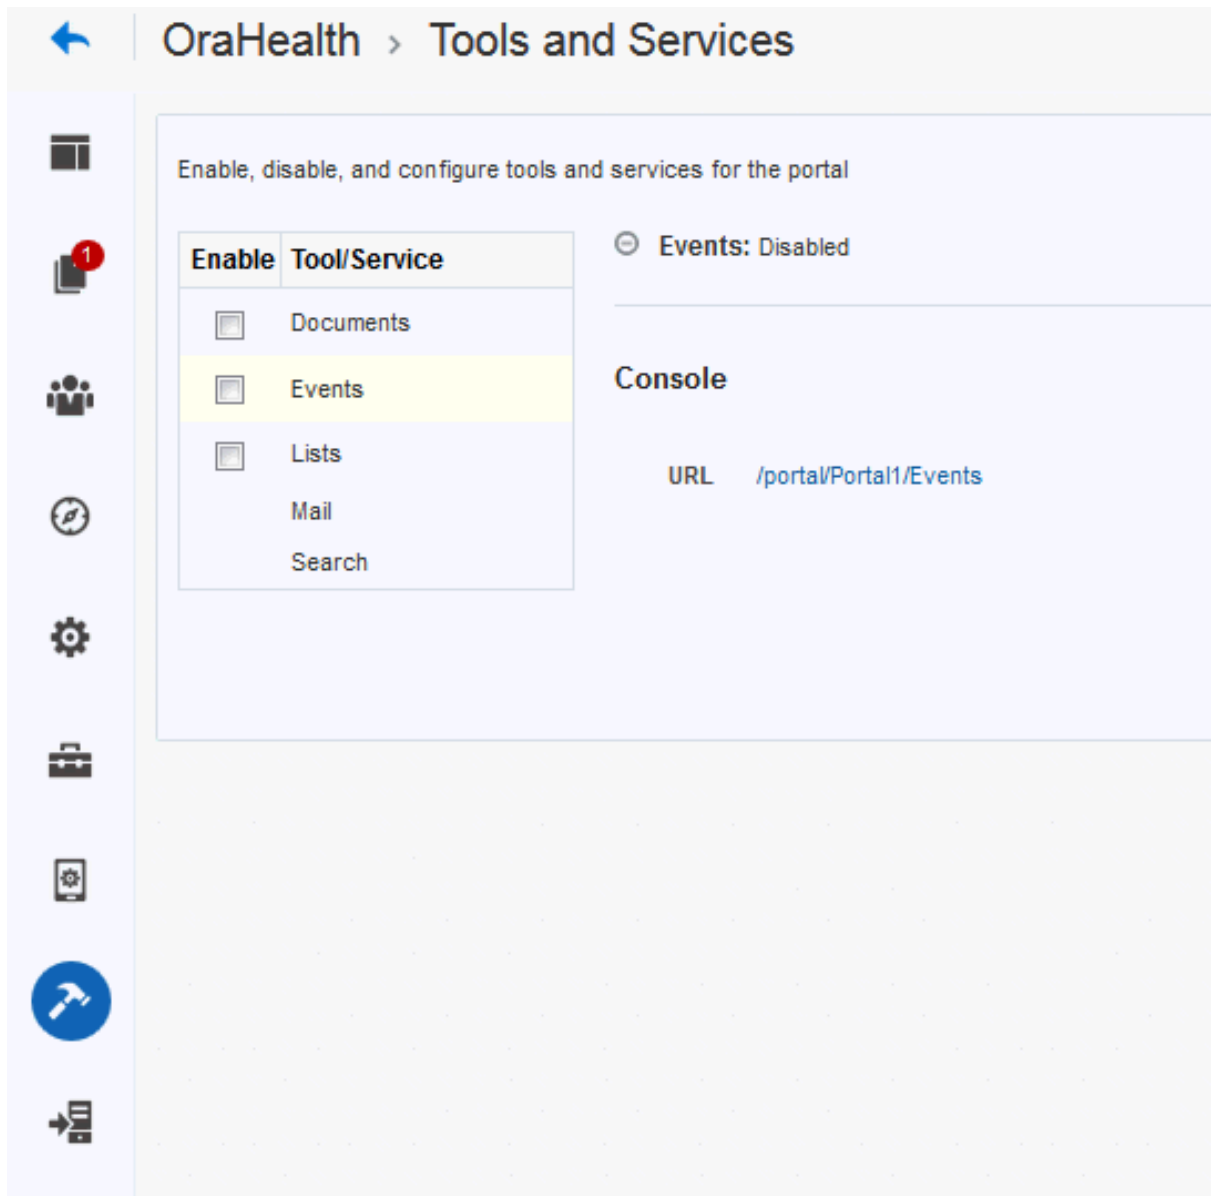 OraHealth > Tools and Services
Enable, disable, and configure tools and services for the portal
Enable Tool/Service
Documents
Events
Lists
Mail
Search
Events: Disabled
Console
URL /portal/Portal1/Events
1